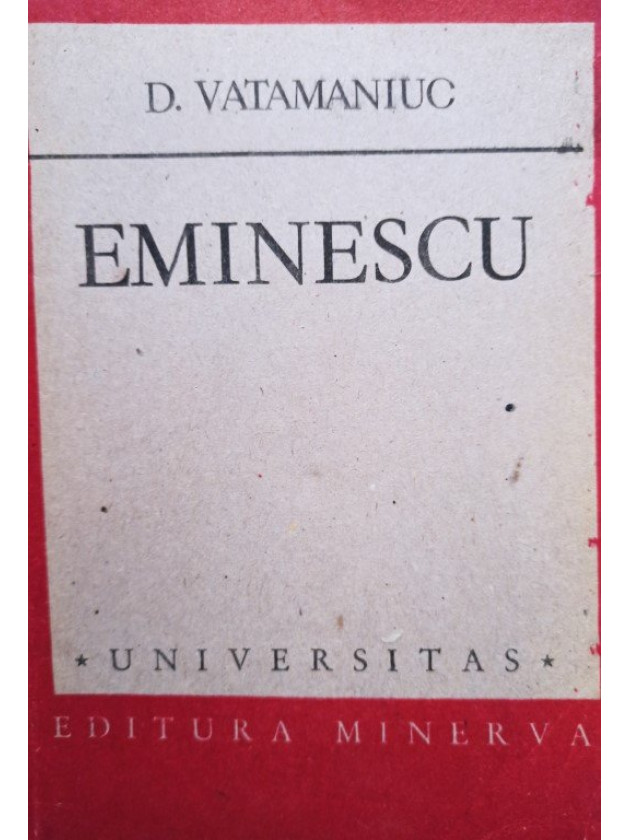 D. VATAMANIUC
EMINESCU
★ UNIVERSITAS ★
EDITURA MINERVA